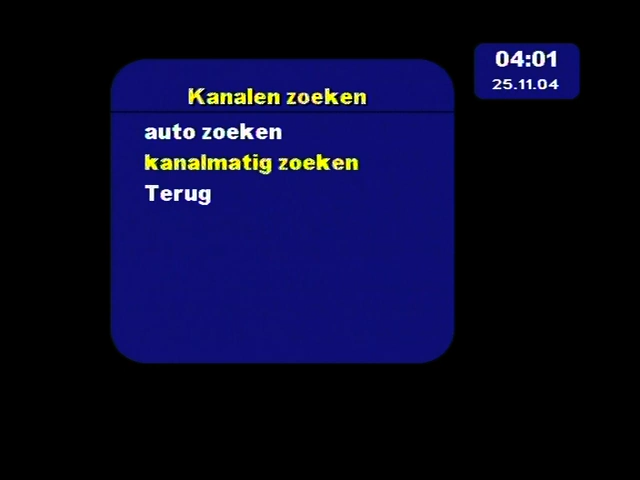 04:01
25.11.04
Kanalen zoeken
auto zoeken
kanalmatig zoeken
Terug